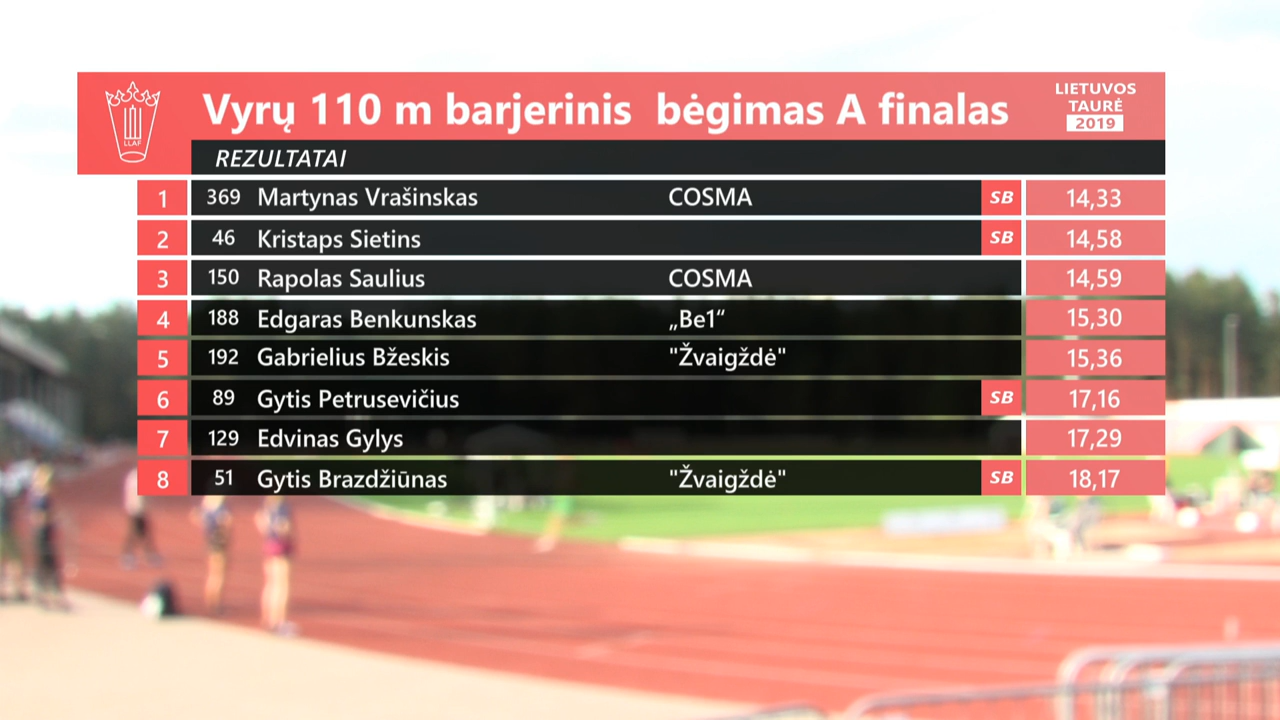 LLAF
Vyrų 110 m barjerinis bėgimas A finalas
LIETUVOS
TAURĖ
2019
REZULTATAI
1 369 Martynas Vrašinskas COSMA SB 14,33
2 46 Kristaps Sietins SB 14,58
3 150 Rapolas Saulius COSMA 14,59
4 188 Edgaras Benkunskas „Be1“ 15,30
5 192 Gabrielius Bžeskis "Žvaigždė" 15,36
6 89 Gytis Petrusevičius SB 17,16
7 129 Edvinas Gylys 17,29
8 51 Gytis Brazdžiūnas "Žvaigždė" SB 18,17